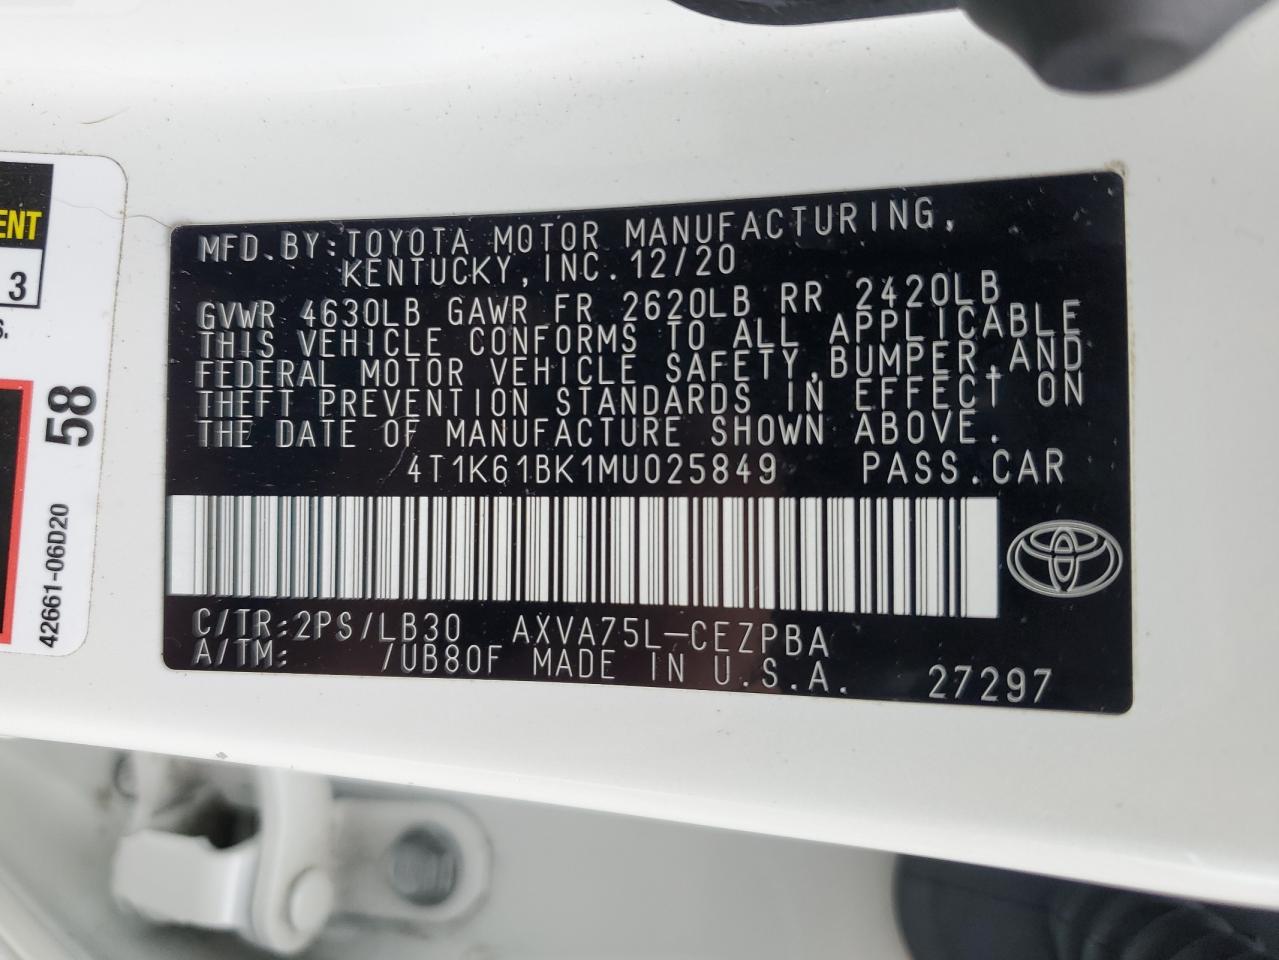 ENT
3
S.
58
42661-06D20
MFD.BY:TOYOTA MOTOR MANUFACTURING,
KENTUCKY,INC.12/20
GVWR 4630LB GAWR FR 2620LB RR 2420LB
THIS VEHICLE CONFORMS TO ALL APPLICABLE
FEDERAL MOTOR VEHICLE SAFETY,BUMPER,AND
THEFT PREVENTION STANDARDS IN EFFECT ON
THE DATE OF MANUFACTURE SHOWN ABOVE.
4T1K61BK1MU025849 PASS.CAR
C/TR:2PS/LB30 AXVA75L-CEZPBA
A/TM: /UB80F MADE IN U.S.A. 27297